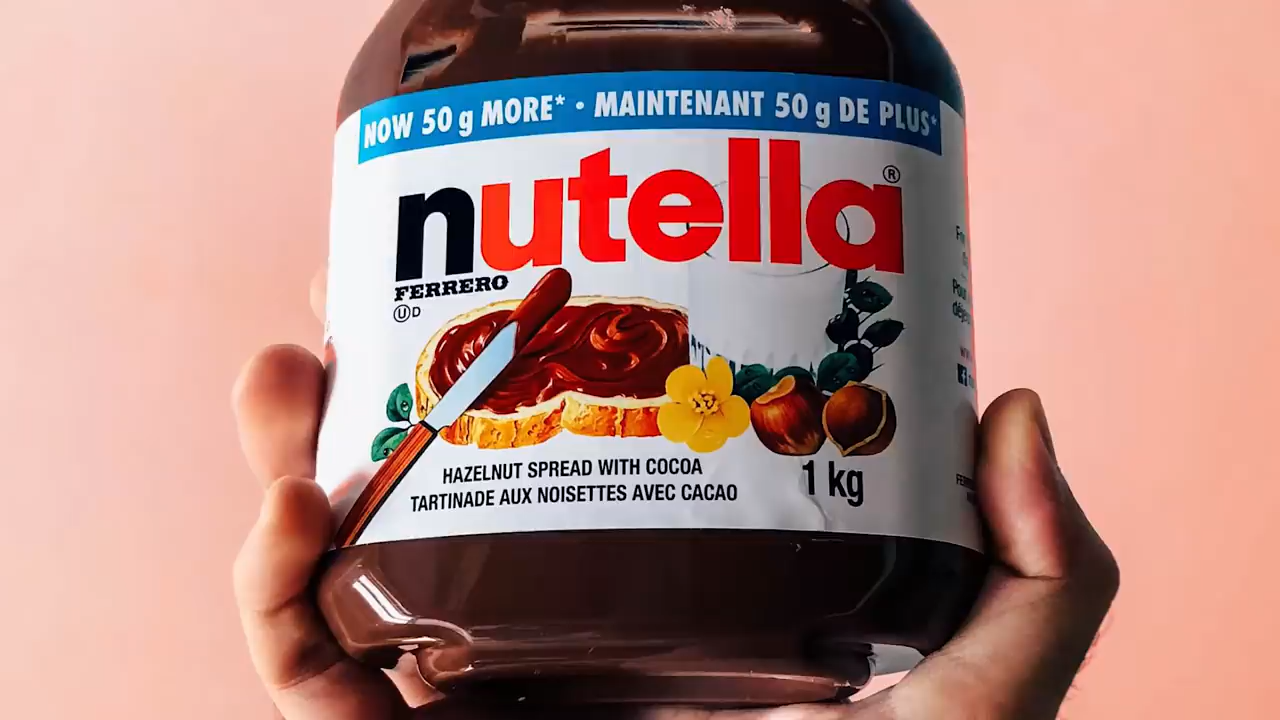 NOW 50 g MORE* • MAINTENANT 50 g DE PLUS*
nutella®
FERRERO
Ⓤ D
HAZELNUT SPREAD WITH COCOA
TARTINADE AUX NOISETTES AVEC CACAO
1 kg